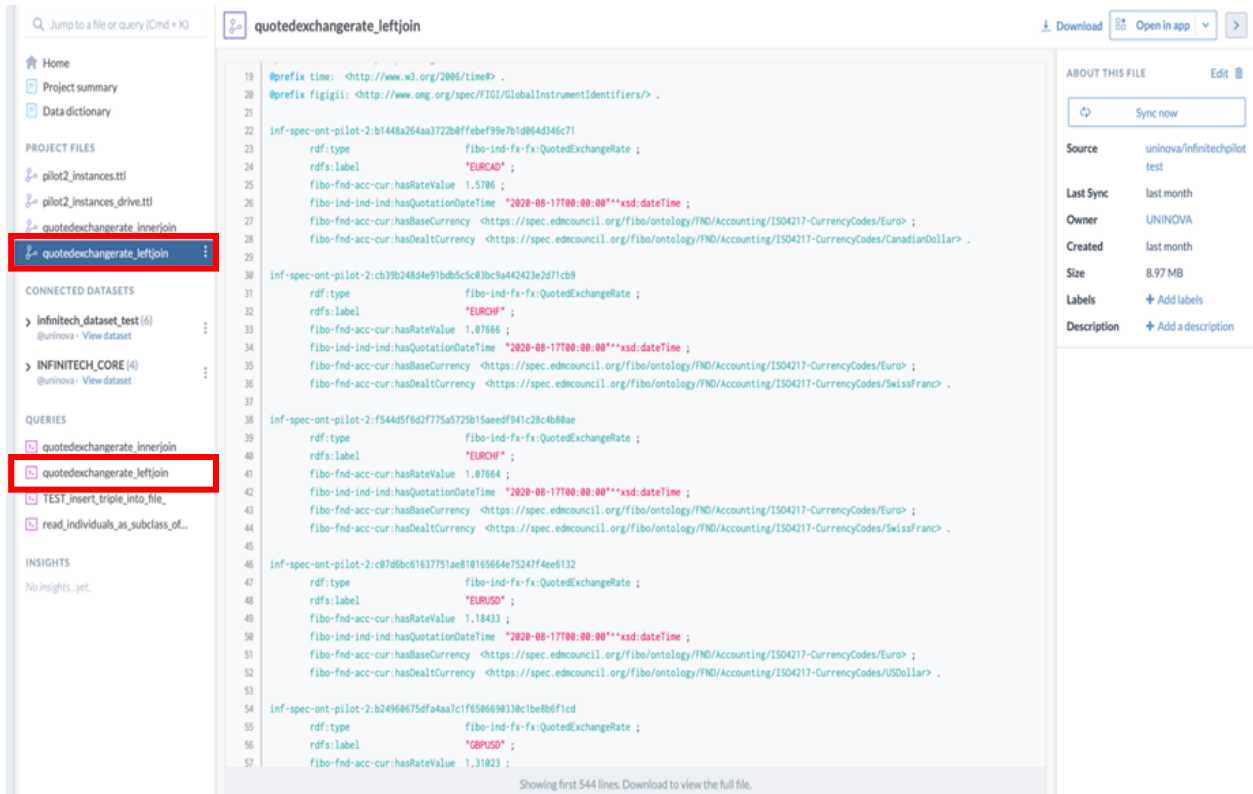 Jump to a file or query (Cmd + K)
Home
Project summary
Data dictionary
PROJECT FILES
pilot2_instances.ttl
pilot2_instances_drive.ttl
quotedexchangerate_innerjoin
quotedexchangerate_leftjoin
CONNECTED DATASETS
infinitech_dataset_test (6)
@uninova - View dataset
INFINITECH_CORE (4)
@uninova - View dataset
QUERIES
quotedexchangerate_innerjoin
quotedexchangerate_leftjoin
TEST_insert_triple_into_file_
read_individuals_as_subclass_of...
INSIGHTS
No insights...yet.
quotedexchangerate_leftjoin
Download
Open in app
19 @prefix time: <http://www.w3.org/2006/time#> .
20 @prefix figigii: <http://www.omg.org/spec/FIGI/GlobalInstrumentIdentifiers/> .
21
22 inf-spec-ont-pilot-2:b1448a264aa3722b0ffebef99e7b1d064d346c71
23 rdf:type fibo-ind-fx-fx:QuotedExchangeRate ;
24 rdfs:label "EURCAD" ;
25 fibo-fnd-acc-cur:hasRateValue 1.5706 ;
26 fibo-ind-ind-ind:hasQuotationDateTime "2020-08-17T00:00:00"^^xsd:dateTime ;
27 fibo-fnd-acc-cur:hasBaseCurrency <https://spec.edmcouncil.org/fibo/ontology/FND/Accounting/ISO4217-CurrencyCodes/Euro> ;
28 fibo-fnd-acc-cur:hasDealtCurrency <https://spec.edmcouncil.org/fibo/ontology/FND/Accounting/ISO4217-CurrencyCodes/CanadianDollar> .
29
30 inf-spec-ont-pilot-2:cb39b248d4e91bdb5c5c03bc9a442423e2d71cb9
31 rdf:type fibo-ind-fx-fx:QuotedExchangeRate ;
32 rdfs:label "EURCHF" ;
33 fibo-fnd-acc-cur:hasRateValue 1.07666 ;
34 fibo-ind-ind-ind:hasQuotationDateTime "2020-08-17T00:00:00"^^xsd:dateTime ;
35 fibo-fnd-acc-cur:hasBaseCurrency <https://spec.edmcouncil.org/fibo/ontology/FND/Accounting/ISO4217-CurrencyCodes/Euro> ;
36 fibo-fnd-acc-cur:hasDealtCurrency <https://spec.edmcouncil.org/fibo/ontology/FND/Accounting/ISO4217-CurrencyCodes/SwissFranc> .
37
38 inf-spec-ont-pilot-2:f544d5f6d2f775a5725b15aeedf941c28c4b80ae
39 rdf:type fibo-ind-fx-fx:QuotedExchangeRate ;
40 rdfs:label "EURCHF" ;
41 fibo-fnd-acc-cur:hasRateValue 1.07664 ;
42 fibo-ind-ind-ind:hasQuotationDateTime "2020-08-17T00:00:00"^^xsd:dateTime ;
43 fibo-fnd-acc-cur:hasBaseCurrency <https://spec.edmcouncil.org/fibo/ontology/FND/Accounting/ISO4217-CurrencyCodes/Euro> ;
44 fibo-fnd-acc-cur:hasDealtCurrency <https://spec.edmcouncil.org/fibo/ontology/FND/Accounting/ISO4217-CurrencyCodes/SwissFranc> .
45
46 inf-spec-ont-pilot-2:c07d6bc61637751ae810165664e75247f4ee6132
47 rdf:type fibo-ind-fx-fx:QuotedExchangeRate ;
48 rdfs:label "EURUSD" ;
49 fibo-fnd-acc-cur:hasRateValue 1.18433 ;
50 fibo-ind-ind-ind:hasQuotationDateTime "2020-08-17T00:00:00"^^xsd:dateTime ;
51 fibo-fnd-acc-cur:hasBaseCurrency <https://spec.edmcouncil.org/fibo/ontology/FND/Accounting/ISO4217-CurrencyCodes/Euro> ;
52 fibo-fnd-acc-cur:hasDealtCurrency <https://spec.edmcouncil.org/fibo/ontology/FND/Accounting/ISO4217-CurrencyCodes/USDollar> .
53
54 inf-spec-ont-pilot-2:b24960675dfa4aa7c1f6506690330c1be8b6f1cd
55 rdf:type fibo-ind-fx-fx:QuotedExchangeRate ;
56 rdfs:label "GBPUSD" ;
57 fibo-fnd-acc-cur:hasRateValue 1.31023 ;
Showing first 544 lines. Download to view the full file.
ABOUT THIS FILE Edit
Sync now
Source uninova/infinitechpilot
test
Last Sync last month
Owner UNINOVA
Created last month
Size 8.97 MB
Labels + Add labels
Description + Add a description